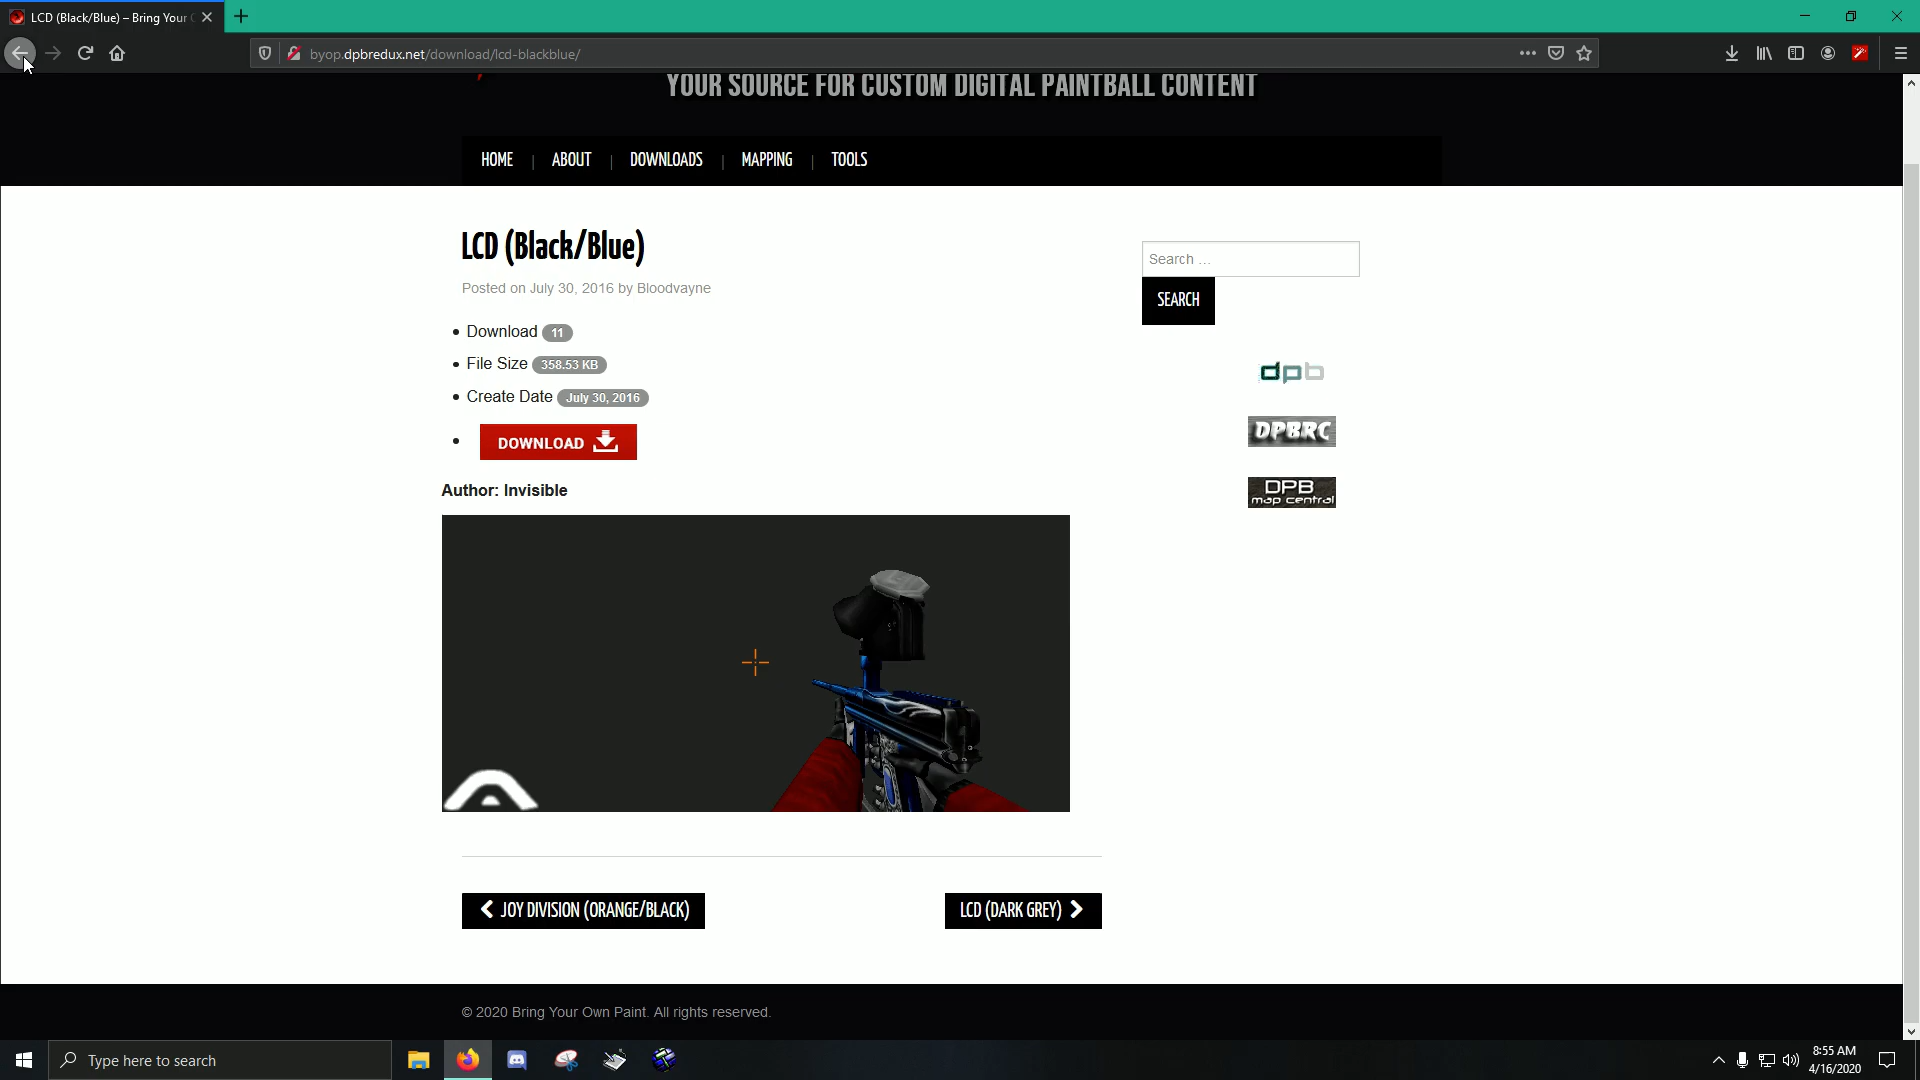 LCD (Black/Blue) – Bring Your
byop.dpbredux.net/download/lcd-blackblue/
YOUR SOURCE FOR CUSTOM DIGITAL PAINTBALL CONTENT
HOME | ABOUT | DOWNLOADS | MAPPING | TOOLS
LCD (Black/Blue)
Posted on July 30, 2016 by Bloodvayne
Download 11
File Size 358.53 KB
Create Date July 30, 2016
DOWNLOAD
Author: Invisible
Search ...
SEARCH
dpb
DPBRC
DPB
map central
JOY DIVISION (ORANGE/BLACK)
LCD (DARK GREY)
© 2020 Bring Your Own Paint. All rights reserved.
Type here to search
8:55 AM
4/16/2020